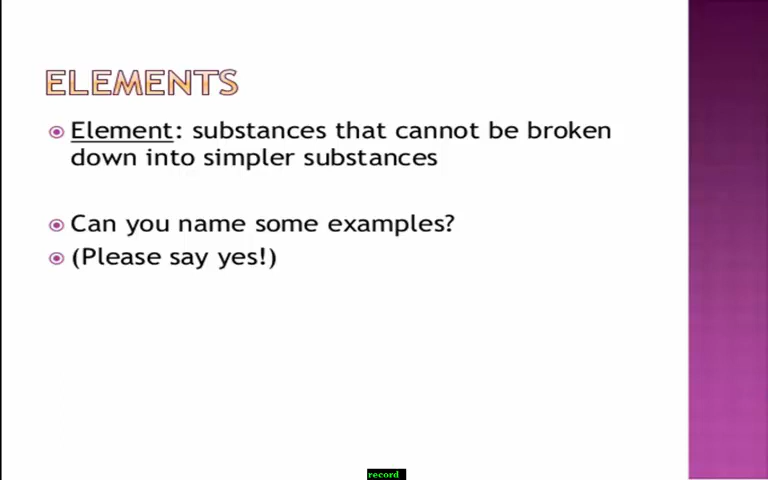 ELEMENTS
Element: substances that cannot be broken
down into simpler substances
Can you name some examples?
(Please say yes!)
record